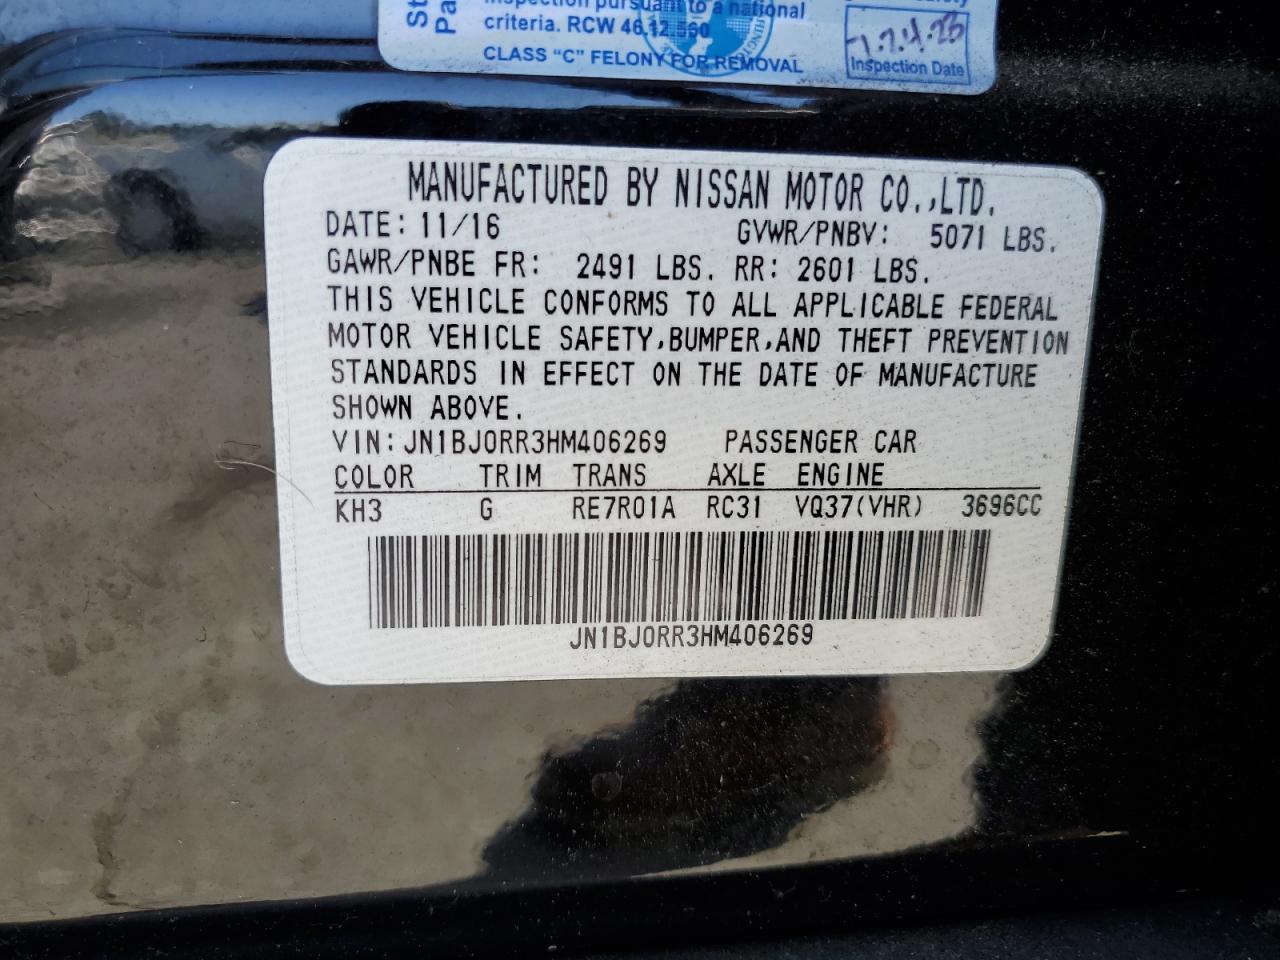 St
Pa
Inspection pursuant to a national
criteria. RCW 46.12.560
CLASS "C" FELONY FOR REMOVAL
Inspection Date
MANUFACTURED BY NISSAN MOTOR CO.,LTD.
DATE: 11/16 GVWR/PNBV: 5071 LBS.
GAWR/PNBE FR: 2491 LBS. RR: 2601 LBS.
THIS VEHICLE CONFORMS TO ALL APPLICABLE FEDERAL
MOTOR VEHICLE SAFETY,BUMPER,AND THEFT PREVENTION
STANDARDS IN EFFECT ON THE DATE OF MANUFACTURE
SHOWN ABOVE.
VIN:JN1BJ0RR3HM406269 PASSENGER CAR
COLOR TRIM TRANS AXLE ENGINE
KH3 G RE7R01A RC31 VQ37(VHR) 3696CC
JN1BJ0RR3HM406269